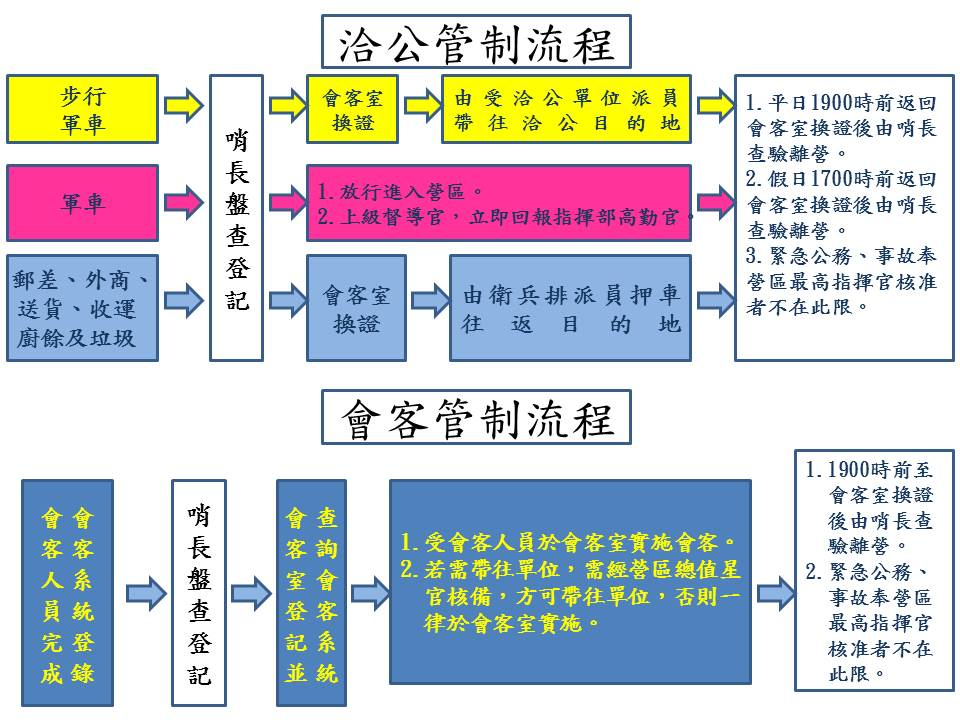 洽公管制流程
步行
軍車
哨長盤查登記
會客室
換證
由受洽公單位派員
帶往洽公目的地
1.平日1900時前返回
會客室換證後由哨長
查驗離營。
2.假日1700時前返回
會客室換證後由哨長
查驗離營。
3.緊急公務、事故奉
營區最高指揮官核准
者不在此限。
軍車
1.放行進入營區。
2.上級督導官，立即回報指揮部高勤官。
郵差、外商、
送貨、收運
廚餘及垃圾
會客室
換證
由衛兵排派員押車
往返目的地
會客管制流程
會客人員完成
會客系統登錄
哨長盤查登記
會客室登記並
查詢會客系統
1.受會客人員於會客室實施會客。
2.若需帶往單位，需經營區總值星
官核備，方可帶往單位，否則一
律於會客室實施。
1.1900時前至
會客室換證
後由哨長查
驗離營。
2.緊急公務、
事故奉營區
最高指揮官
核准者不在
此限。